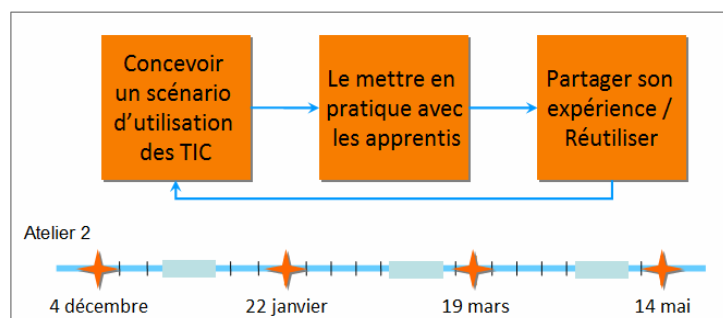 Concevoir
un scénario
d'utilisation
des TIC
Le mettre en
pratique avec
les apprentis
Partager son
expérience /
Réutiliser
Atelier 2
4 décembre
22 janvier
19 mars
14 mai